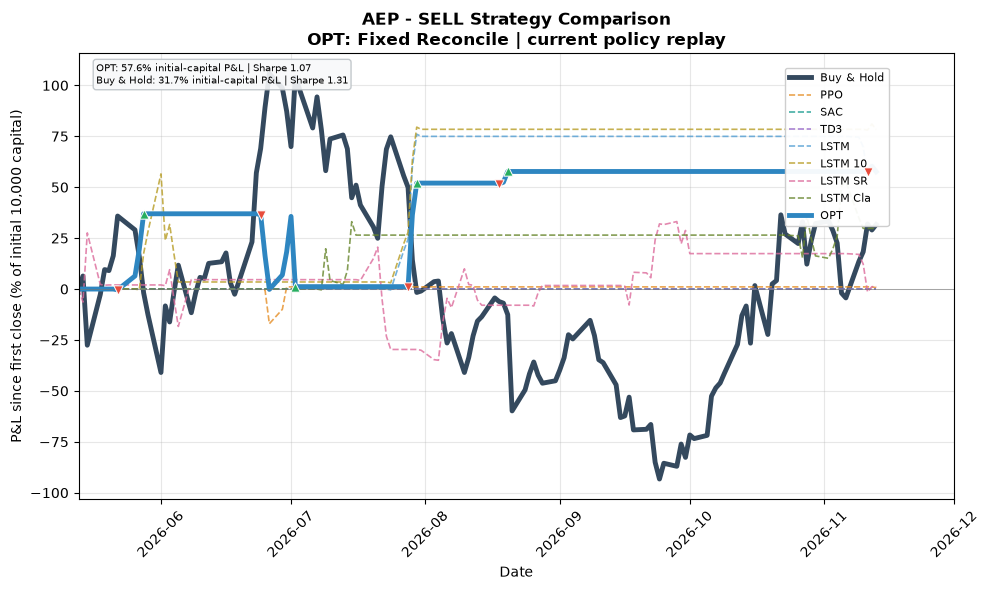 AEP - SELL Strategy Comparison
OPT: Fixed Reconcile | current policy replay
OPT: 57.6% initial-capital P&L | Sharpe 1.07
Buy & Hold: 31.7% initial-capital P&L | Sharpe 1.31
Buy & Hold
PPO
SAC
TD3
LSTM
LSTM 10
LSTM SR
LSTM Cla
OPT
P&L since first close (% of initial 10,000 capital)
100
75
50
25
0
−25
−50
−75
−100
2026-06
2026-07
2026-08
2026-09
2026-10
2026-11
2026-12
Date